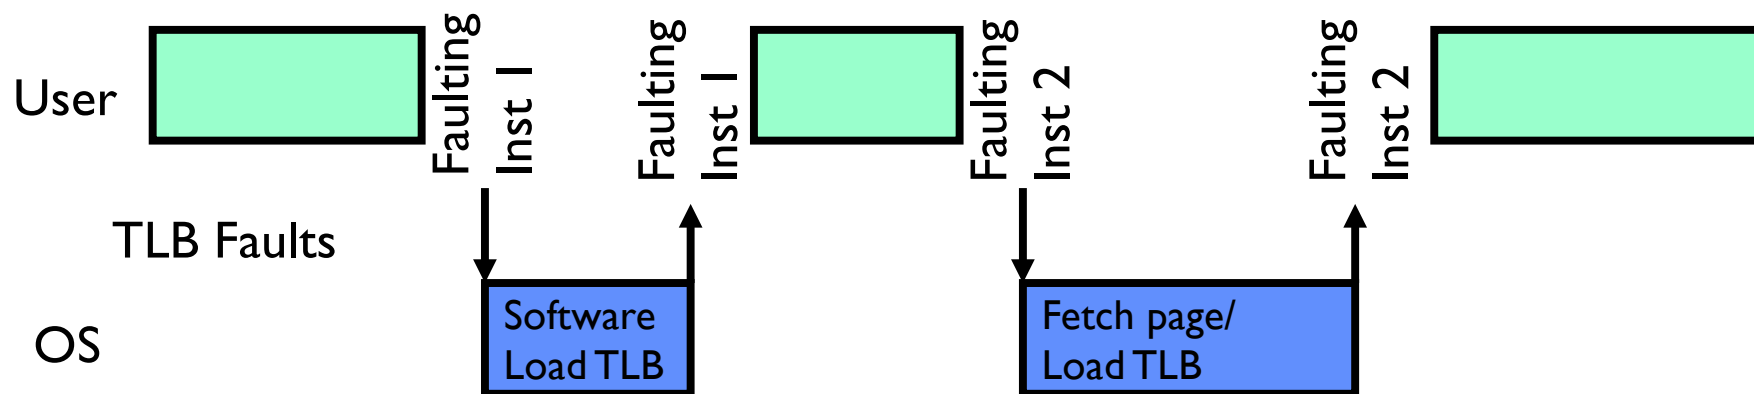 User
Faulting
Inst 1
Faulting
Inst 1
Faulting
Inst 2
Faulting
Inst 2
TLB Faults
OS
Software
Load TLB
Fetch page/
Load TLB